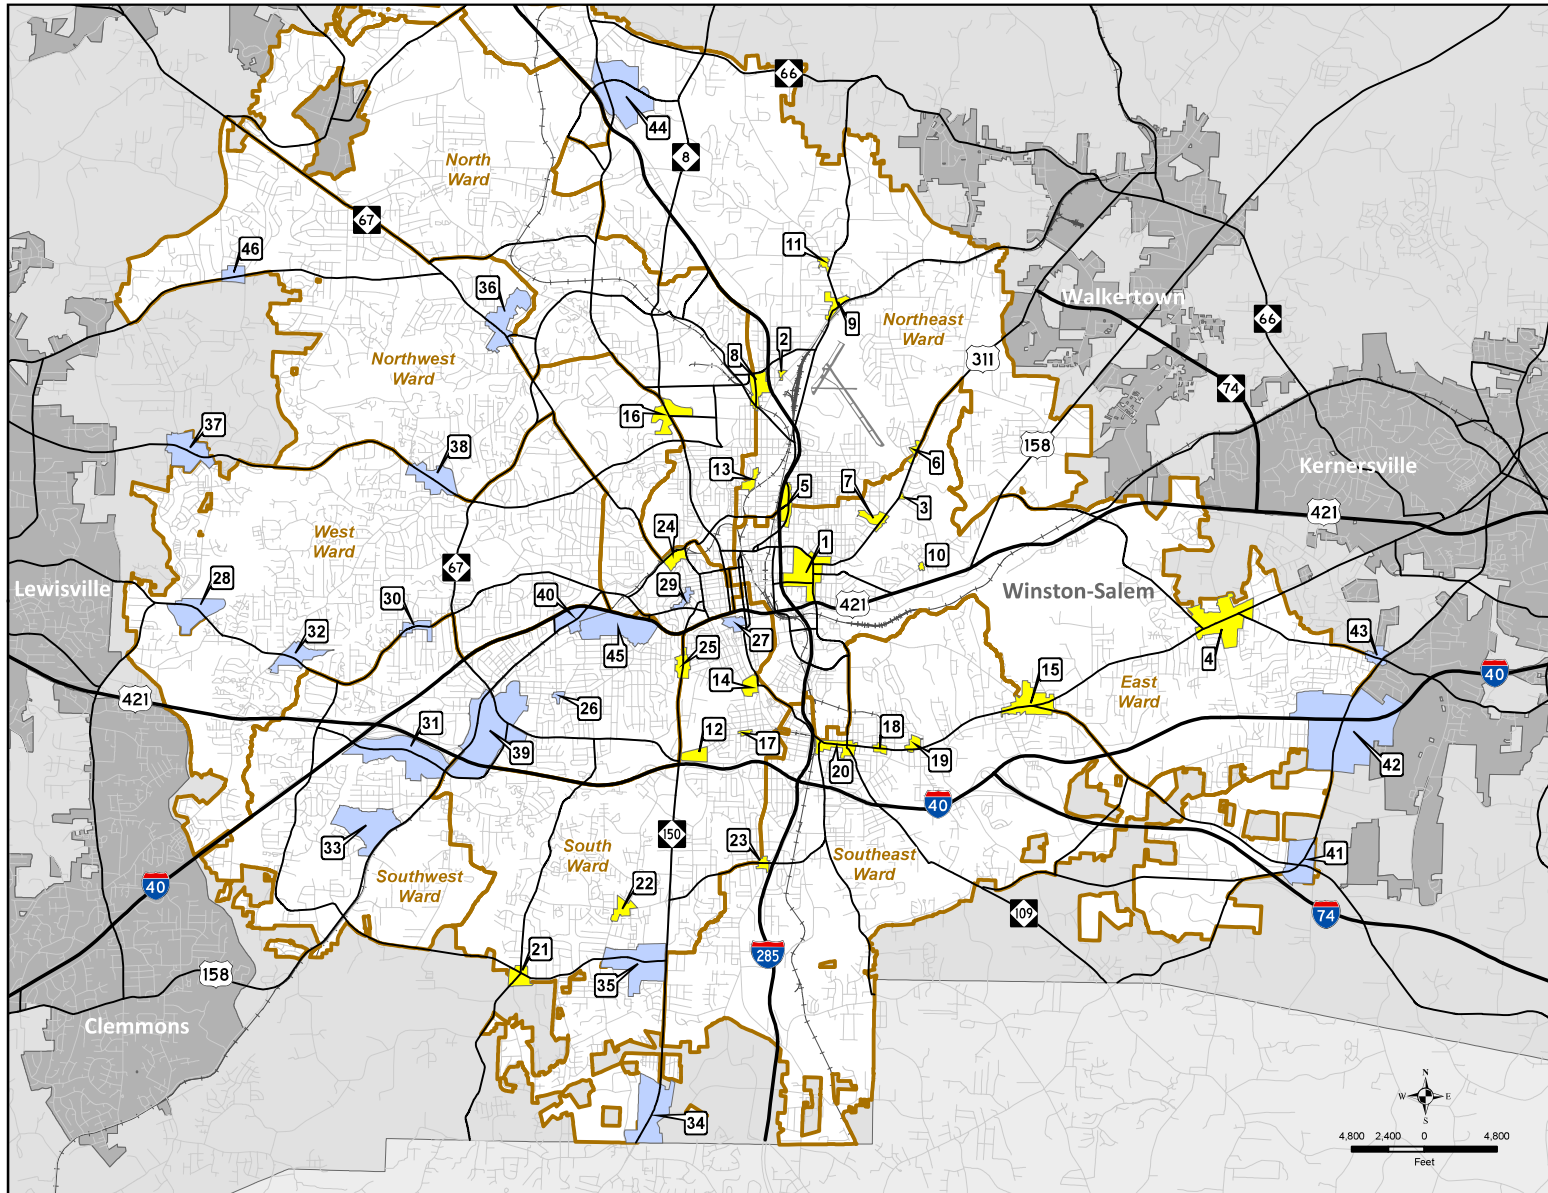 66
44
8
North
Ward
67
11
46
36
Walkertown
66
9
Northeast
Ward
2
8
311
Northwest
Ward
74
16
37
38
158
6
13
Kernersville
5
7
3
421
West
Ward
24
1
10
67
Lewisville
29
Winston-Salem
28
40
421
30
27
32
45
43
25
4
15
40
14
East
Ward
421
26
31
39
12
17
18
19
20
42
40
150
33
23
South
Ward
Southeast
Ward
41
40
Southwest
Ward
22
109
74
285
21
158
35
Clemmons
N
W
E
S
34
4,800
2,400
0
4,800
Feet